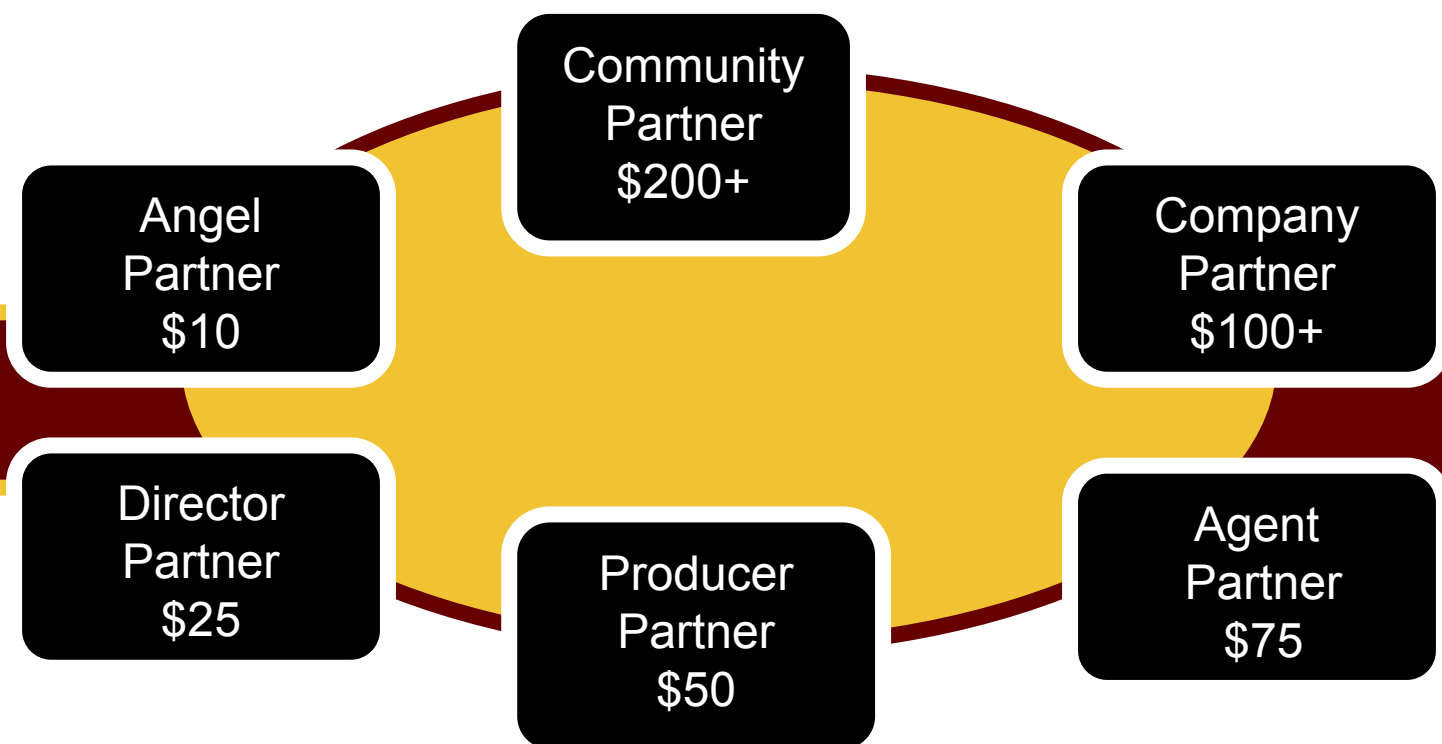 Community
Partner
$200+
Angel
Partner
$10
Company
Partner
$100+
Director
Partner
$25
Producer
Partner
$50
Agent
Partner
$75